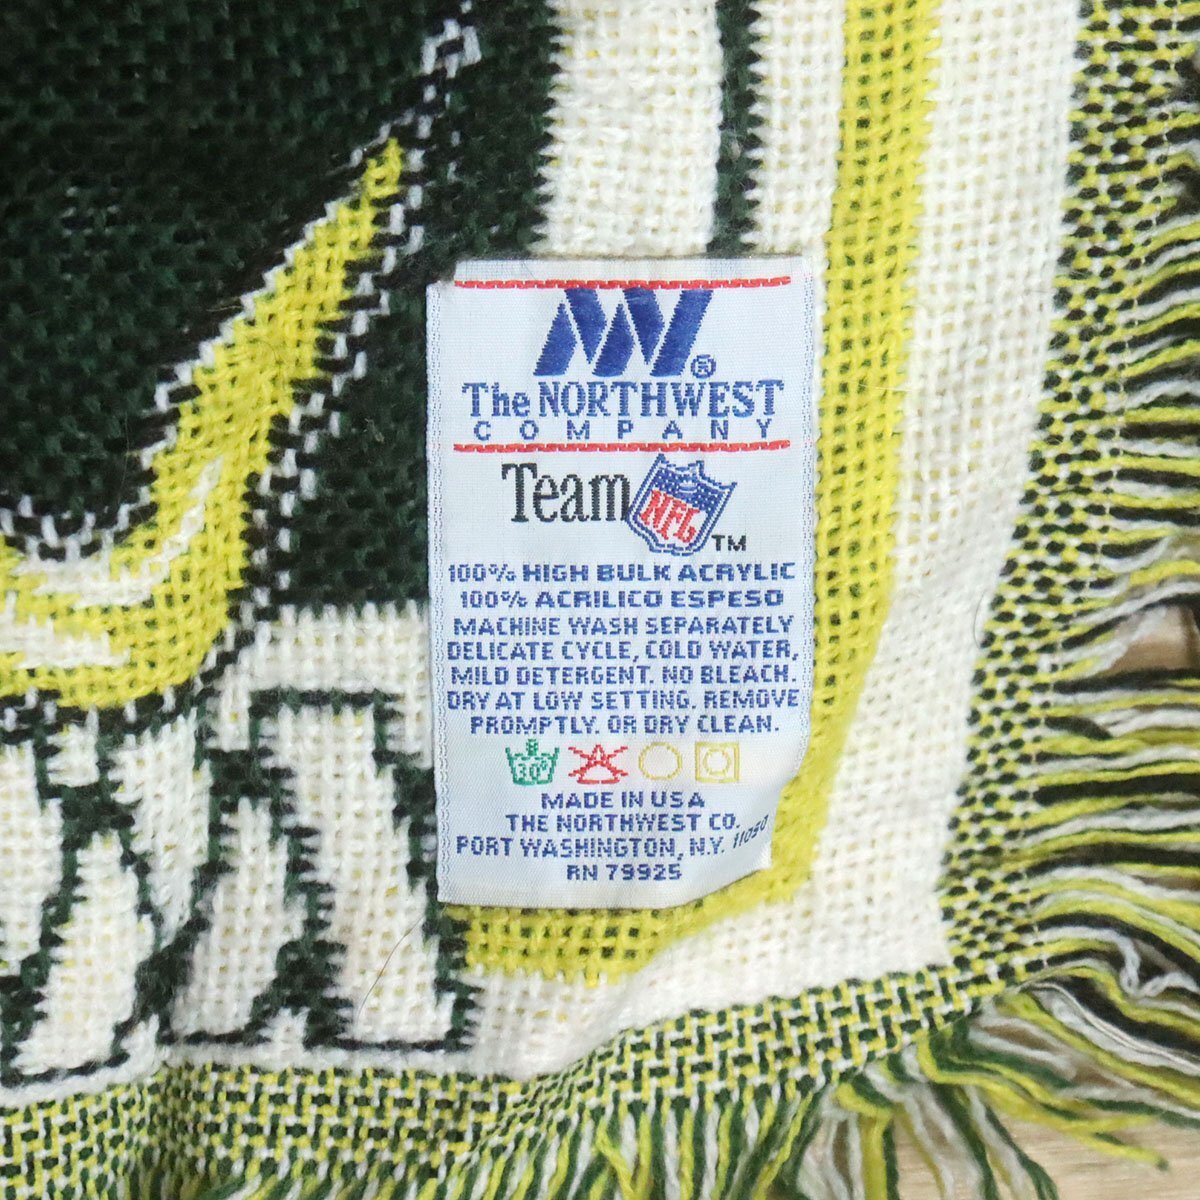 The NORTHWEST®
COMPANY
Team NFL™
100% HIGH BULK ACRYLIC
100% ACRILICO ESPESO
MACHINE WASH SEPARATELY
DELICATE CYCLE, COLD WATER,
MILD DETERGENT. NO BLEACH.
DRY AT LOW SETTING. REMOVE
PROMPTLY. OR DRY CLEAN.
30°
MADE IN USA
THE NORTHWEST CO.
PORT WASHINGTON, N.Y. 11050
RN 79925